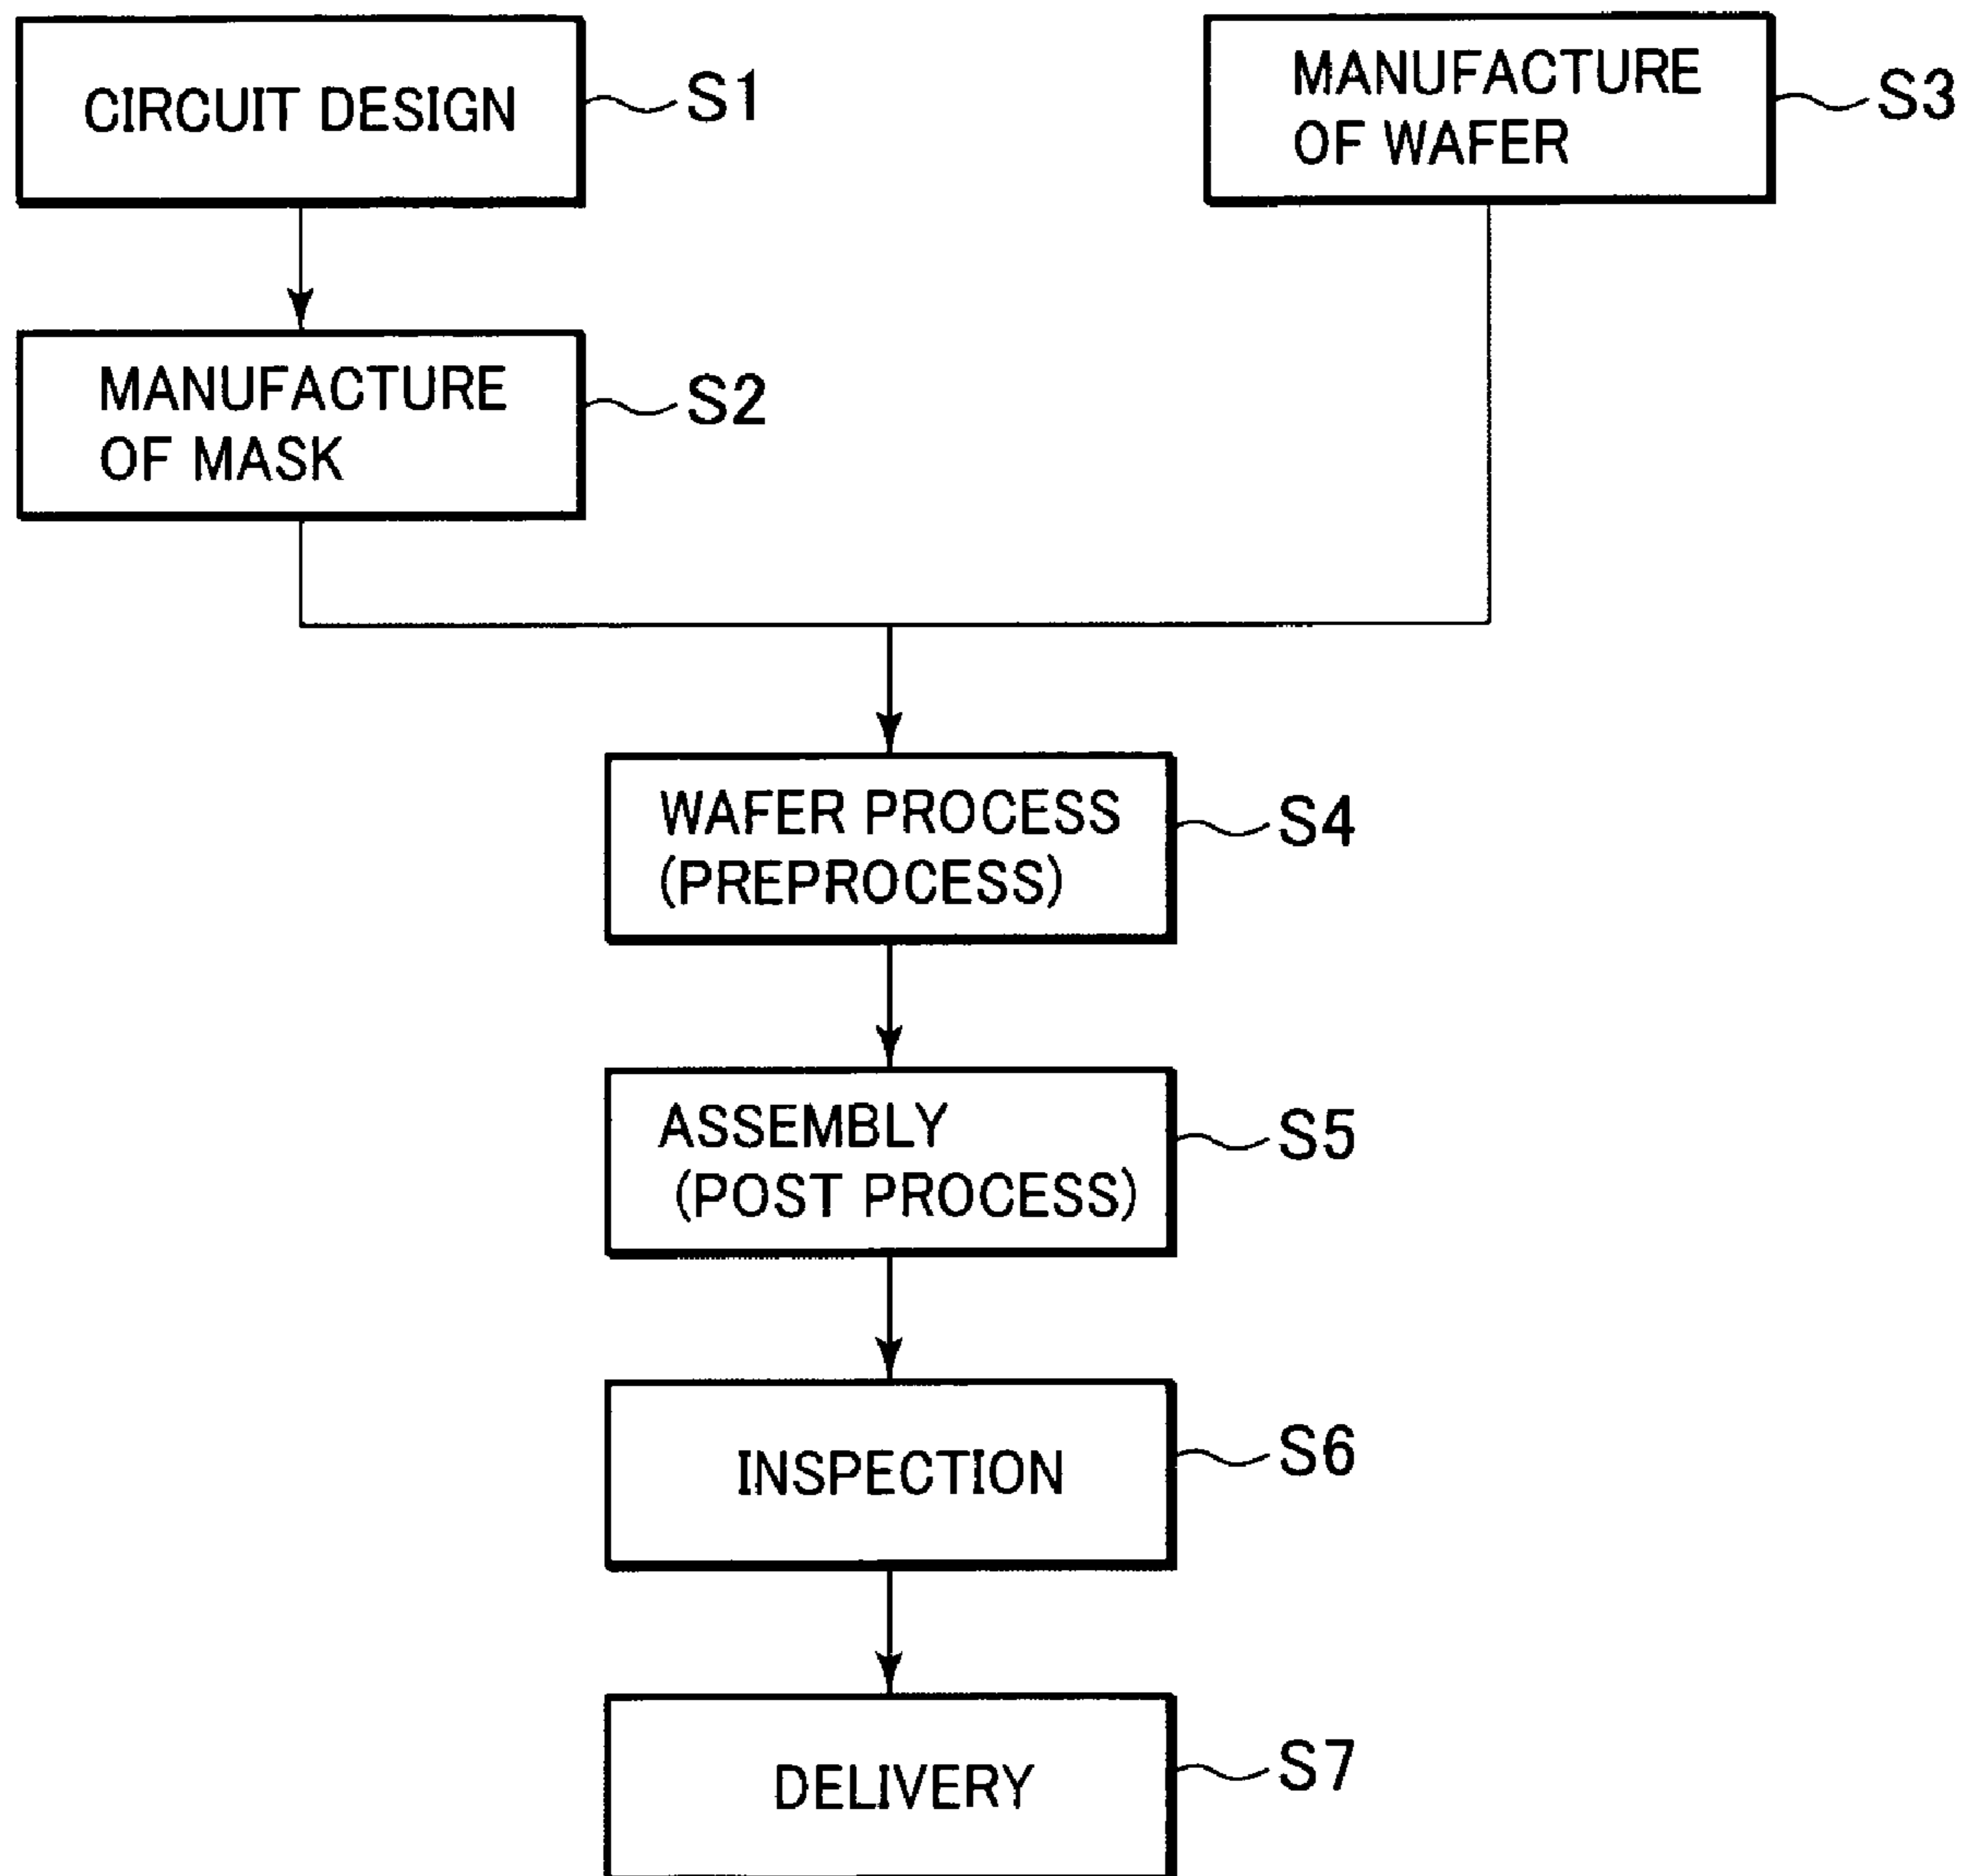 CIRCUIT DESIGN
S1
MANUFACTURE
OF WAFER
S3
MANUFACTURE
OF MASK
S2
WAFER PROCESS
(PREPROCESS)
S4
ASSEMBLY
(POST PROCESS)
S5
INSPECTION
S6
DELIVERY
S7